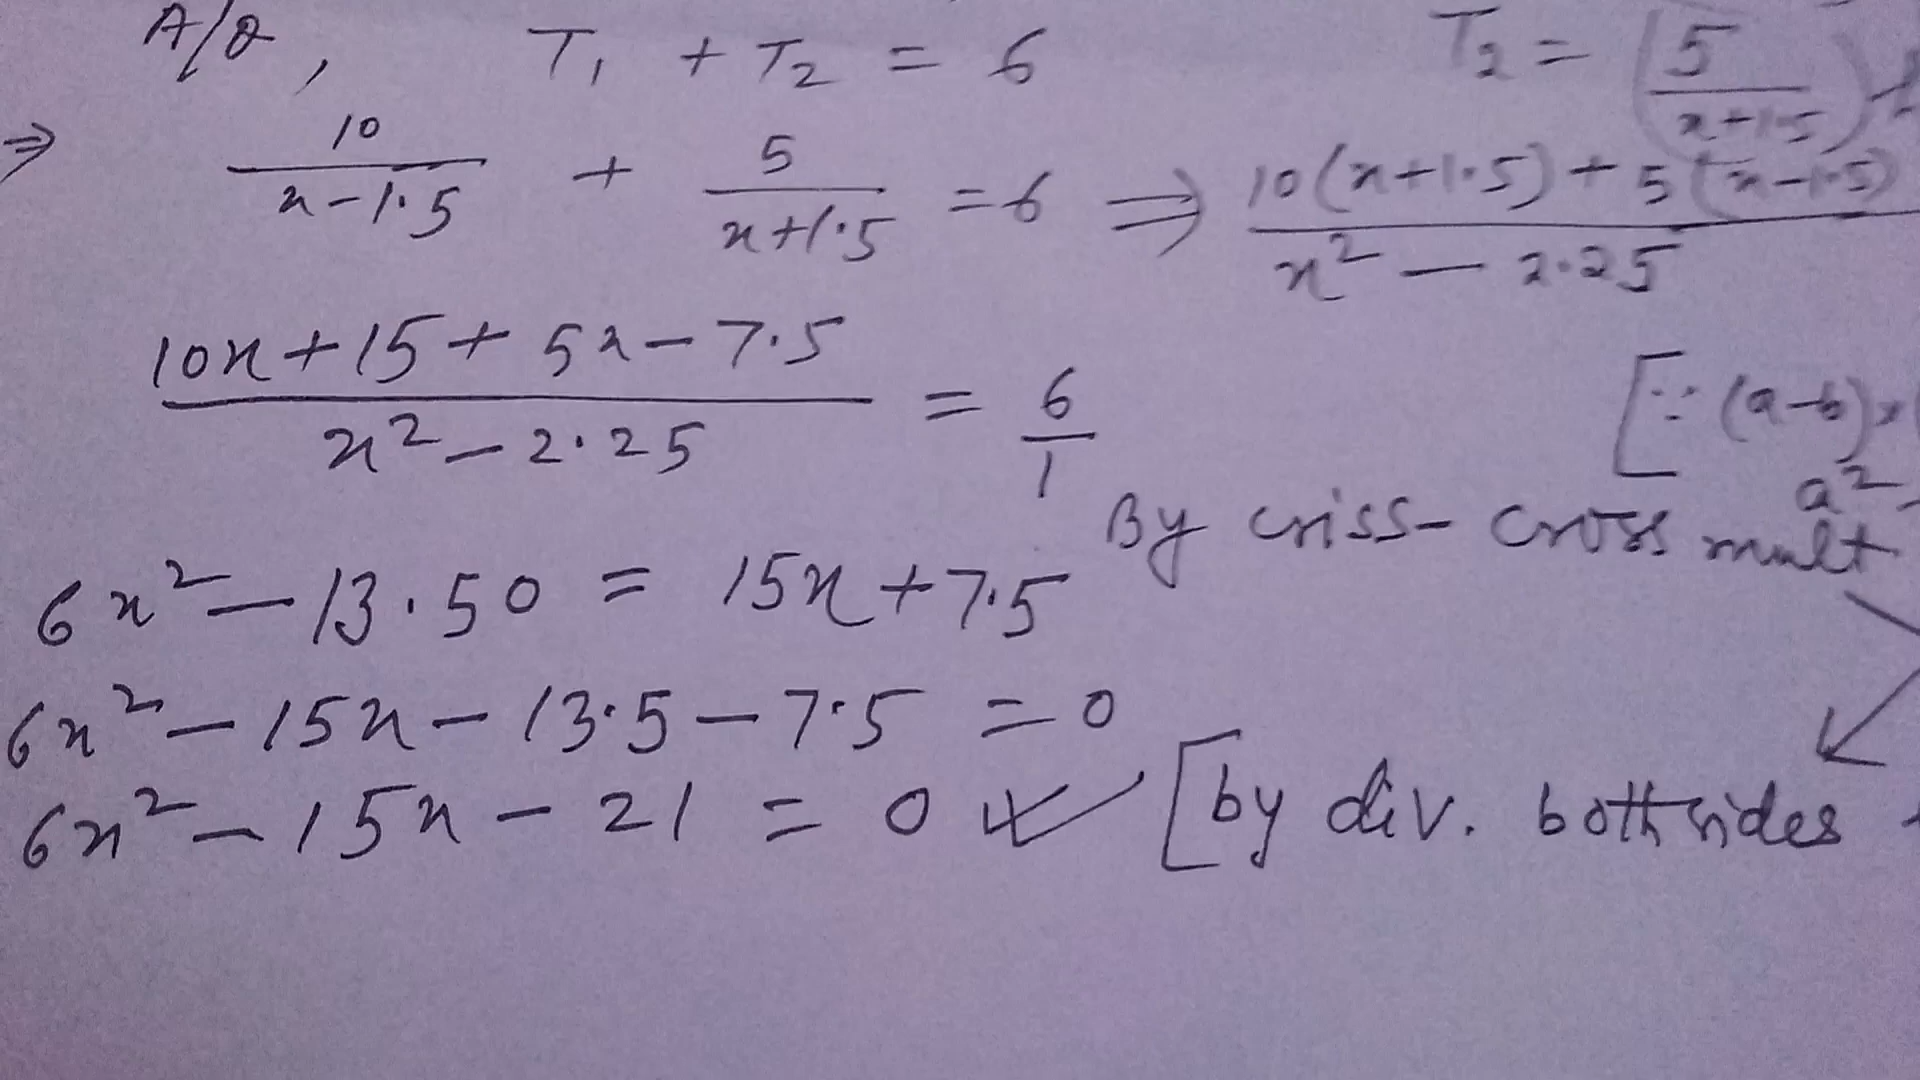 A/Q, T₁ + T₂ = 6
T₂ = (5/(x+1.5))
⇒ 10/(x-1.5) + 5/(x+1.5) = 6 ⇒ (10(x+1.5) + 5(x-1.5))/(x² - 2.25)
(10x+15+5x-7.5)/(x²-2.25) = 6/1
[∵ (a-b)×
a²-
By criss-cross mult
6x² - 13.50 = 15x + 7.5
6x² - 15x - 13.5 - 7.5 = 0
6x² - 15x - 21 = 0 [by div. both sides